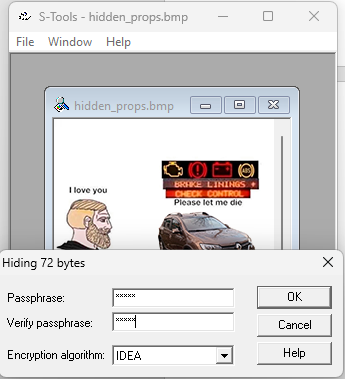 S-Tools - hidden_props.bmp
File Window Help
hidden_props.bmp
I love you
ABS
BRAKE LININGS +
CHECK CONTROL
Please let me die
Hiding 72 bytes
Passphrase: *****
Verify passphrase: *****
Encryption algorithm: IDEA
OK
Cancel
Help